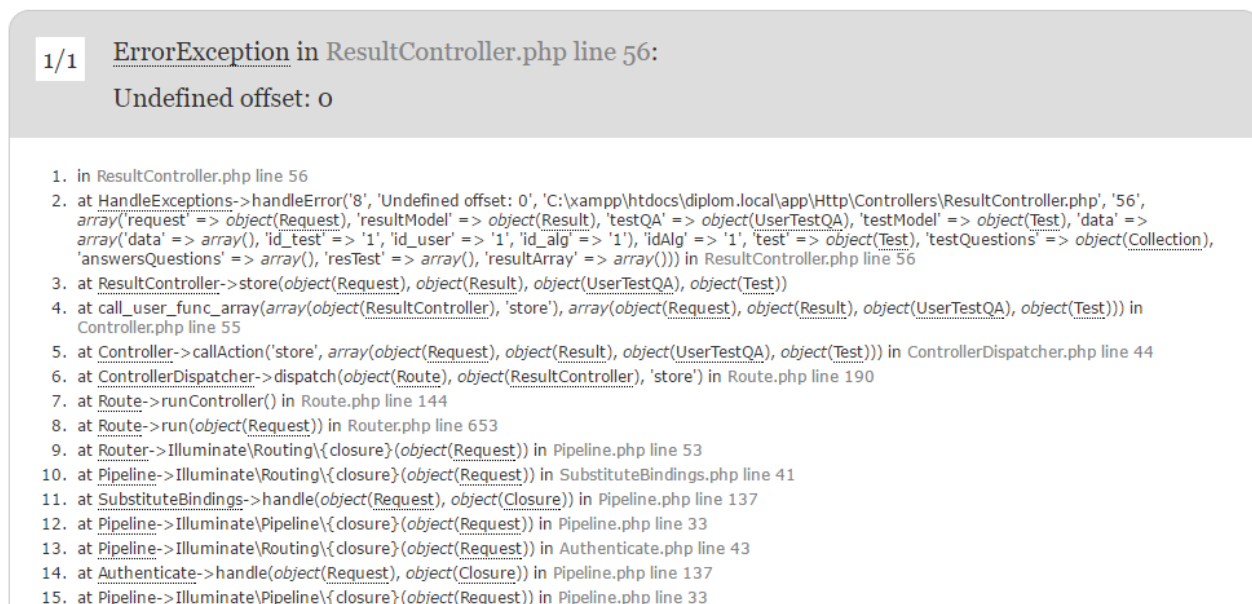 1/1
ErrorException in ResultController.php line 56:
Undefined offset: 0
1. in ResultController.php line 56
2. at HandleExceptions->handleError('8', 'Undefined offset: 0', 'C:\xampp\htdocs\diplom.local\app\Http\Controllers\ResultController.php', '56',
array('request' => object(Request), 'resultModel' => object(Result), 'testQA' => object(UserTestQA), 'testModel' => object(Test), 'data' =>
array('data' => array(), 'id_test' => '1', 'id_user' => '1', 'id_alg' => '1'), 'idAlg' => '1', 'test' => object(Test), 'testQuestions' => object(Collection),
'answersQuestions' => array(), 'resTest' => array(), 'resultArray' => array())) in ResultController.php line 56
3. at ResultController->store(object(Request), object(Result), object(UserTestQA), object(Test))
4. at call_user_func_array(array(object(ResultController), 'store'), array(object(Request), object(Result), object(UserTestQA), object(Test))) in
Controller.php line 55
5. at Controller->callAction('store', array(object(Request), object(Result), object(UserTestQA), object(Test))) in ControllerDispatcher.php line 44
6. at ControllerDispatcher->dispatch(object(Route), object(ResultController), 'store') in Route.php line 190
7. at Route->runController() in Route.php line 144
8. at Route->run(object(Request)) in Router.php line 653
9. at Router->Illuminate\Routing\{closure}(object(Request)) in Pipeline.php line 53
10. at Pipeline->Illuminate\Routing\{closure}(object(Request)) in SubstituteBindings.php line 41
11. at SubstituteBindings->handle(object(Request), object(Closure)) in Pipeline.php line 137
12. at Pipeline->Illuminate\Pipeline\{closure}(object(Request)) in Pipeline.php line 33
13. at Pipeline->Illuminate\Routing\{closure}(object(Request)) in Authenticate.php line 43
14. at Authenticate->handle(object(Request), object(Closure)) in Pipeline.php line 137
15. at Pipeline->Illuminate\Pipeline\{closure}(object(Request)) in Pipeline.php line 33